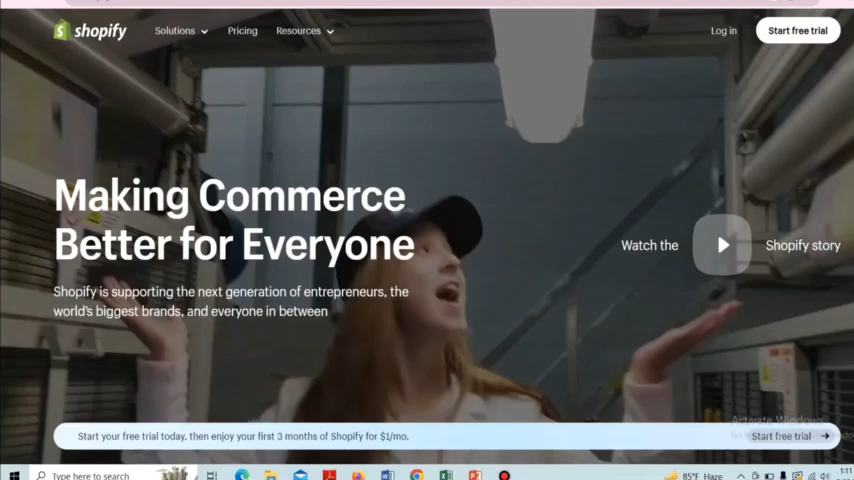 shopify
Solutions
Pricing
Resources
Log in
Start free trial
Making Commerce
Better for Everyone
Watch the
Shopify story
Shopify is supporting the next generation of entrepreneurs, the
world's biggest brands, and everyone in between
Activate Windows
Start your free trial today, then enjoy your first 3 months of Shopify for $1/mo.
Start free trial
Type here to search
85°F Haze
1:11